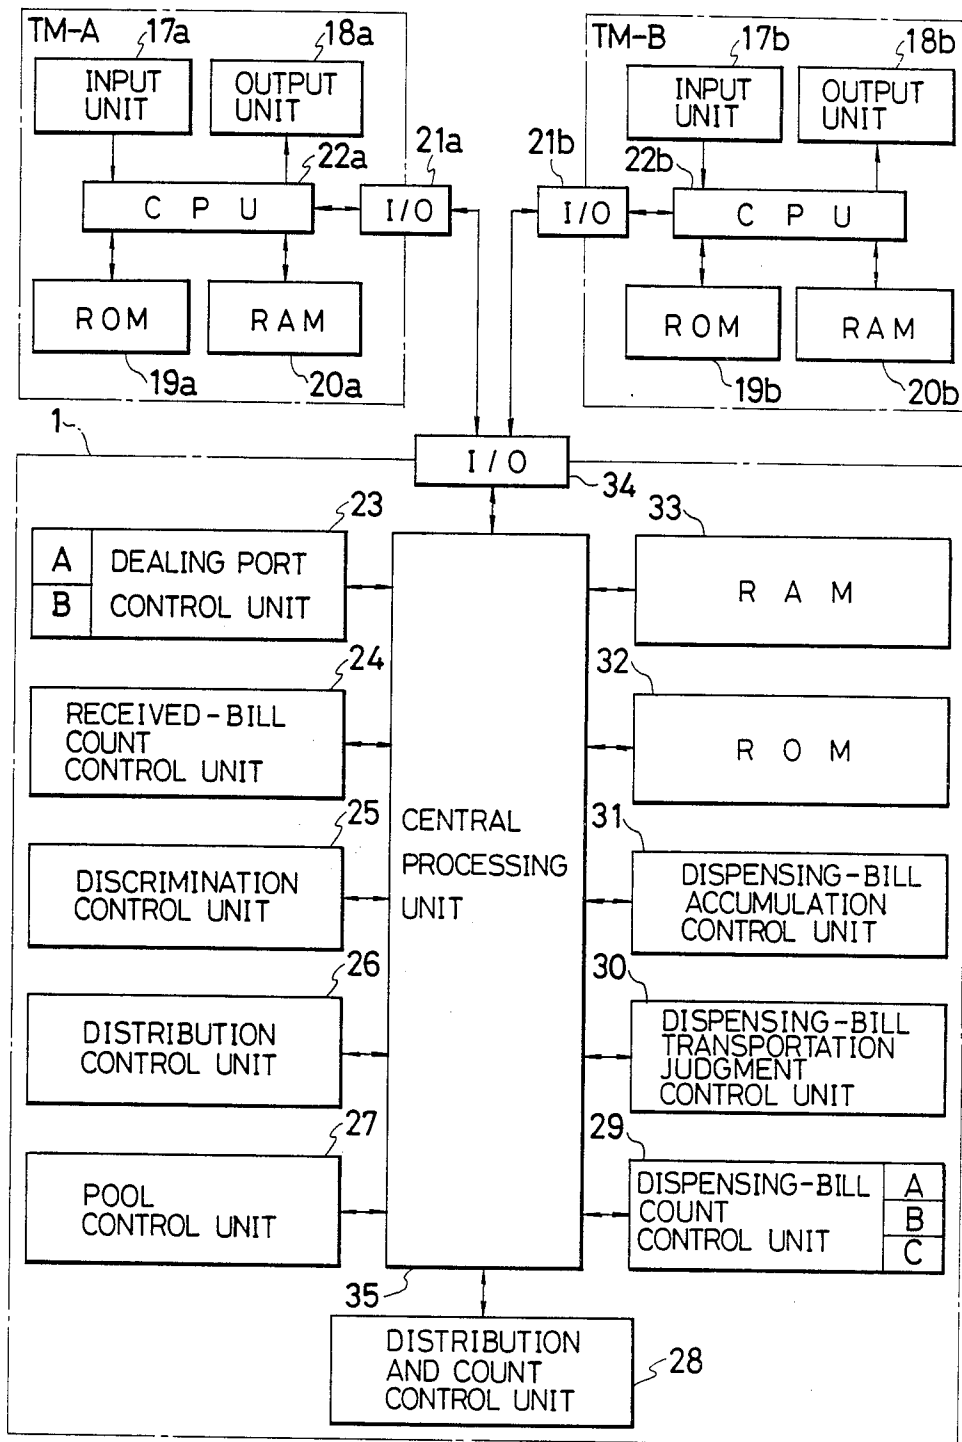 TM-A
17a
18a
INPUT
UNIT
OUTPUT
UNIT
22a
21a
CPU
I/O
ROM
RAM
19a
20a
TM-B
17b
18b
INPUT
UNIT
OUTPUT
UNIT
21b
22b
I/O
CPU
ROM
RAM
19b
20b
1
I/O
34
23
A
B
DEALING PORT
CONTROL UNIT
24
RECEIVED-BILL
COUNT
CONTROL UNIT
25
DISCRIMINATION
CONTROL UNIT
26
DISTRIBUTION
CONTROL UNIT
27
POOL
CONTROL UNIT
CENTRAL
PROCESSING
UNIT
35
33
RAM
32
ROM
31
DISPENSING-BILL
ACCUMULATION
CONTROL UNIT
30
DISPENSING-BILL
TRANSPORTATION
JUDGMENT
CONTROL UNIT
29
DISPENSING-BILL
COUNT
CONTROL UNIT
A
B
C
DISTRIBUTION
AND COUNT
CONTROL UNIT
28